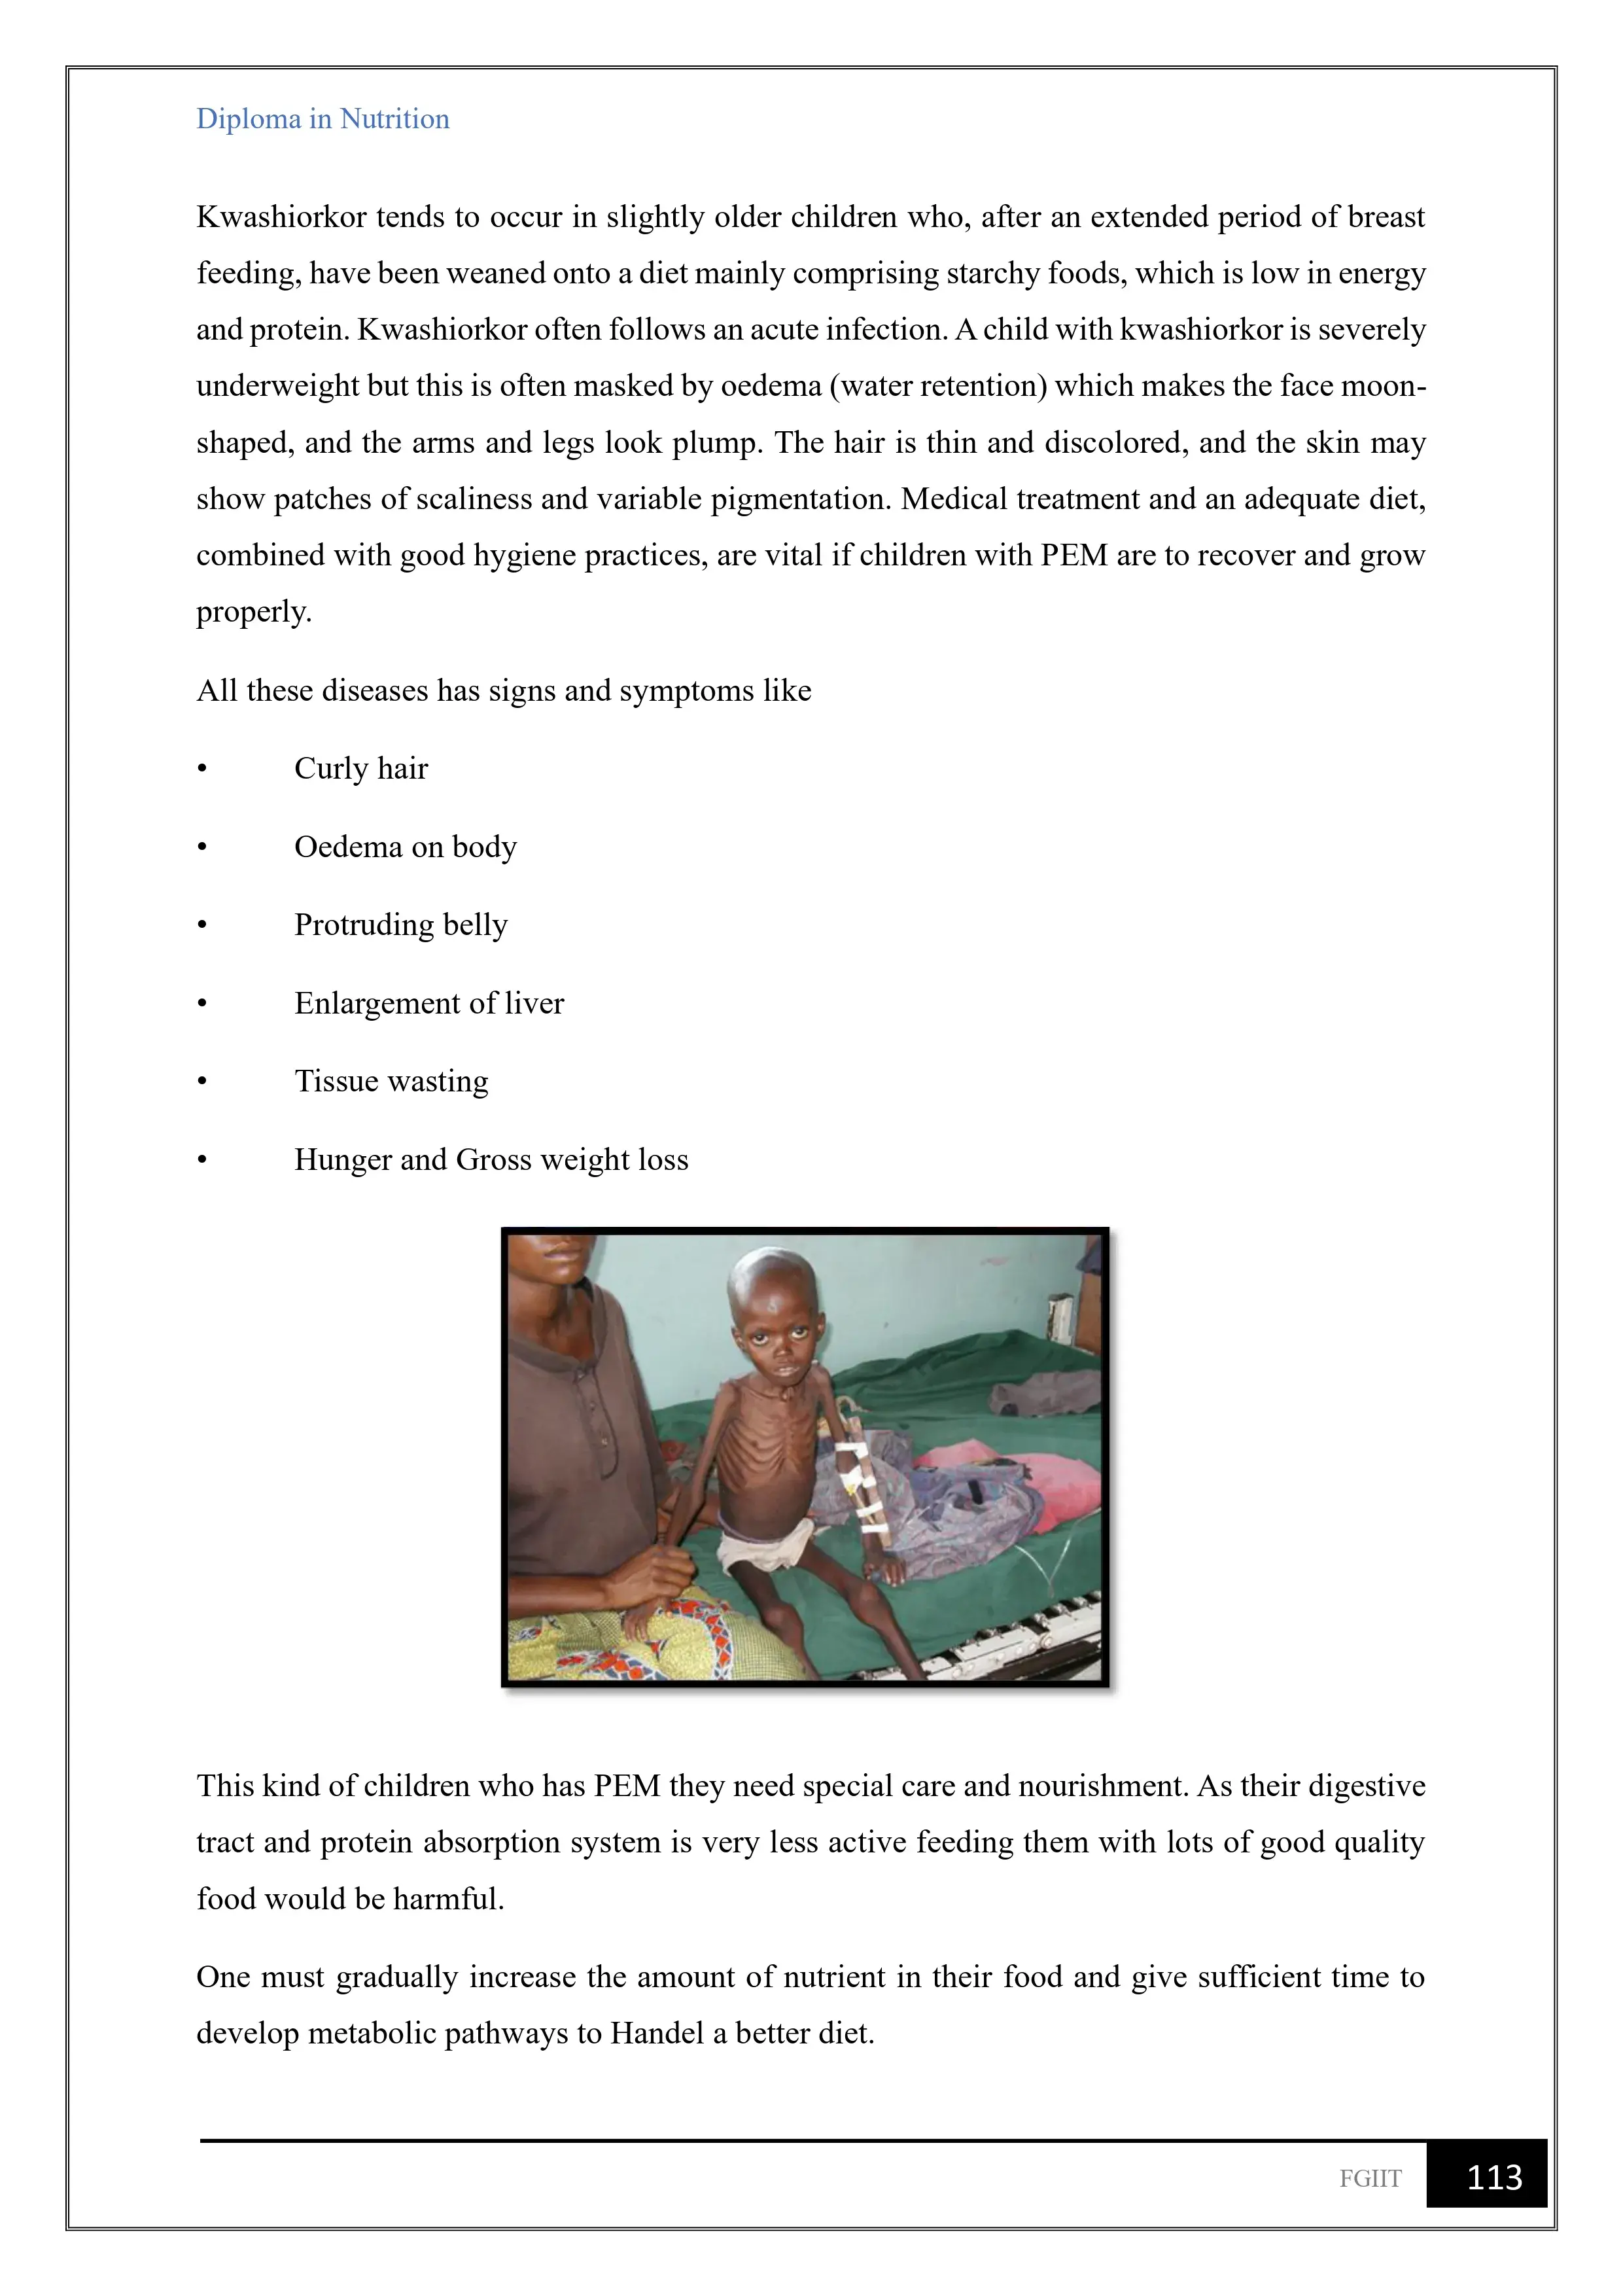 Diploma in Nutrition
Kwashiorkor tends to occur in slightly older children who, after an extended period of breast
feeding, have been weaned onto a diet mainly comprising starchy foods, which is low in energy
and protein. Kwashiorkor often follows an acute infection. A child with kwashiorkor is severely
underweight but this is often masked by oedema (water retention) which makes the face moon-
shaped, and the arms and legs look plump. The hair is thin and discolored, and the skin may
show patches of scaliness and variable pigmentation. Medical treatment and an adequate diet,
combined with good hygiene practices, are vital if children with PEM are to recover and grow
properly.
All these diseases has signs and symptoms like
• Curly hair
• Oedema on body
• Protruding belly
• Enlargement of liver
• Tissue wasting
• Hunger and Gross weight loss
This kind of children who has PEM they need special care and nourishment. As their digestive
tract and protein absorption system is very less active feeding them with lots of good quality
food would be harmful.
One must gradually increase the amount of nutrient in their food and give sufficient time to
develop metabolic pathways to Handel a better diet.
FGIIT 113